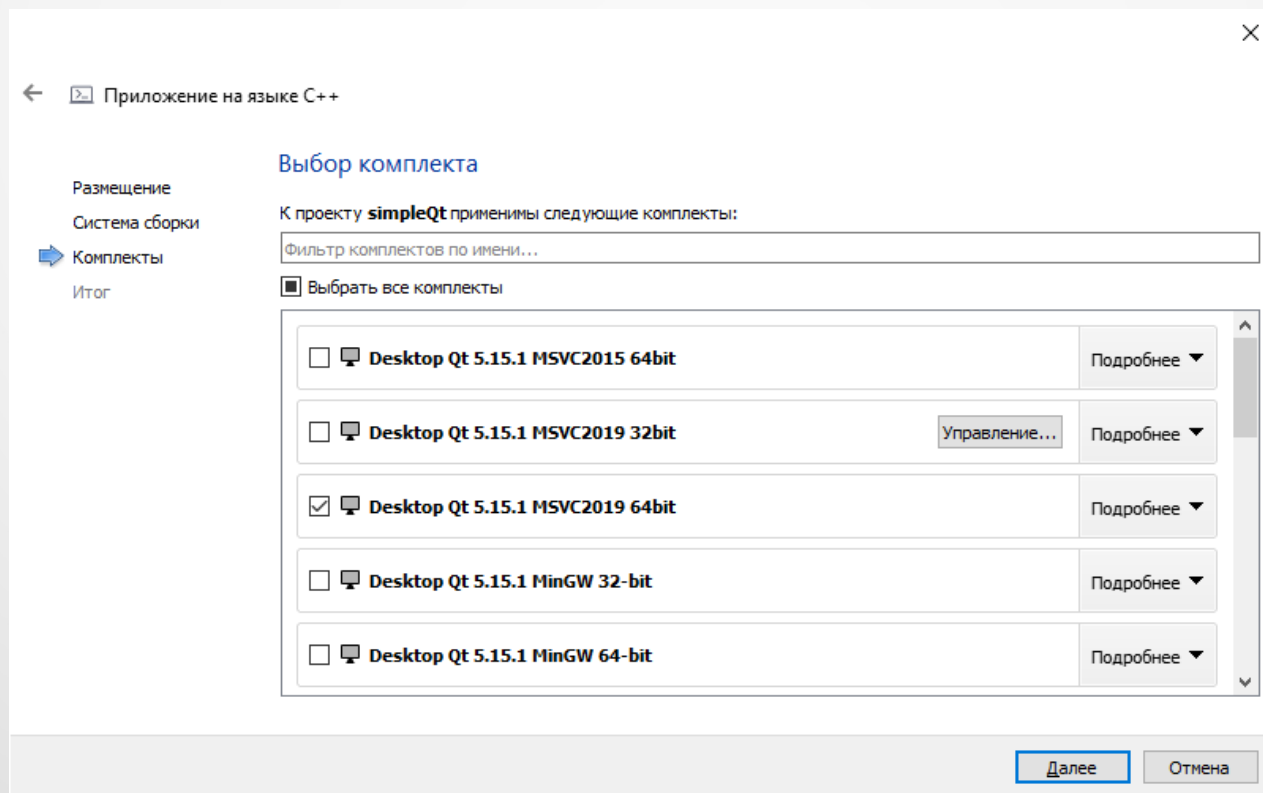 Приложение на языке C++
Размещение
Система сборки
Комплекты
Итог
Выбор комплекта
К проекту simpleQt применимы следующие комплекты:
Фильтр комплектов по имени...
Выбрать все комплекты
Desktop Qt 5.15.1 MSVC2015 64bit Подробнее
Desktop Qt 5.15.1 MSVC2019 32bit Управление... Подробнее
Desktop Qt 5.15.1 MSVC2019 64bit Подробнее
Desktop Qt 5.15.1 MinGW 32-bit Подробнее
Desktop Qt 5.15.1 MinGW 64-bit Подробнее
Далее Отмена